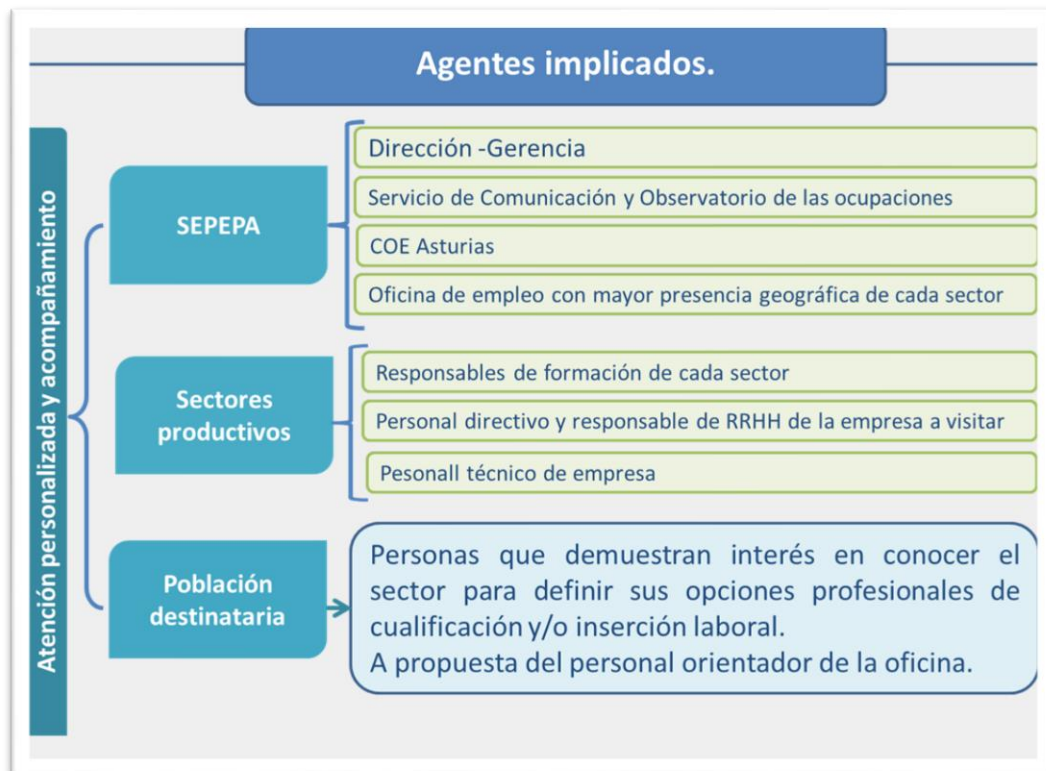 Agentes implicados.
Atención personalizada y acompañamiento
SEPEPA
Dirección -Gerencia
Servicio de Comunicación y Observatorio de las ocupaciones
COE Asturias
Oficina de empleo con mayor presencia geográfica de cada sector
Sectores
productivos
Responsables de formación de cada sector
Personal directivo y responsable de RRHH de la empresa a visitar
Pesonall técnico de empresa
Población
destinataria
Personas que demuestran interés en conocer el
sector para definir sus opciones profesionales de
cualificación y/o inserción laboral.
A propuesta del personal orientador de la oficina.